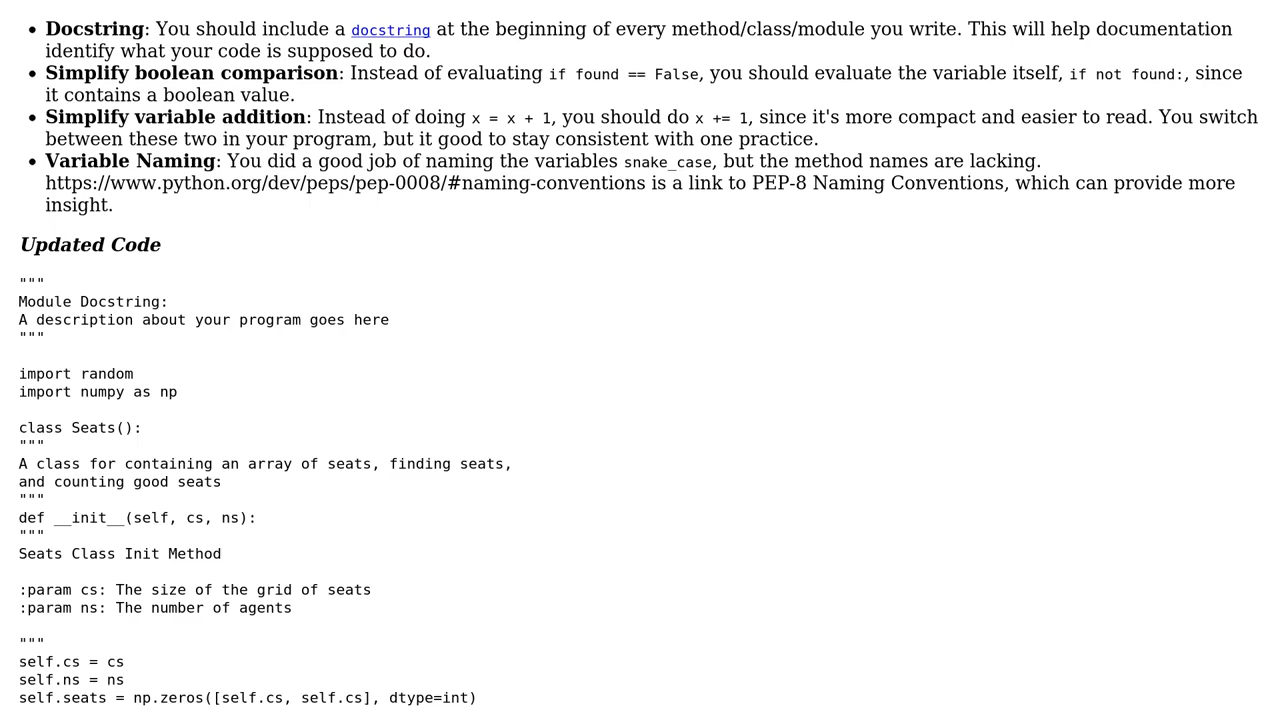 Docstring: You should include a docstring at the beginning of every method/class/module you write. This will help documentation
identify what your code is supposed to do.
Simplify boolean comparison: Instead of evaluating if found == False, you should evaluate the variable itself, if not found:, since
it contains a boolean value.
Simplify variable addition: Instead of doing x = x + 1, you should do x += 1, since it's more compact and easier to read. You switch
between these two in your program, but it good to stay consistent with one practice.
Variable Naming: You did a good job of naming the variables snake_case, but the method names are lacking.
https://www.python.org/dev/peps/pep-0008/#naming-conventions is a link to PEP-8 Naming Conventions, which can provide more
insight.
Updated Code
"""
Module Docstring:
A description about your program goes here
"""
import random
import numpy as np
class Seats():
"""
A class for containing an array of seats, finding seats,
and counting good seats
"""
def __init__(self, cs, ns):
"""
Seats Class Init Method
:param cs: The size of the grid of seats
:param ns: The number of agents
"""
self.cs = cs
self.ns = ns
self.seats = np.zeros([self.cs, self.cs], dtype=int)